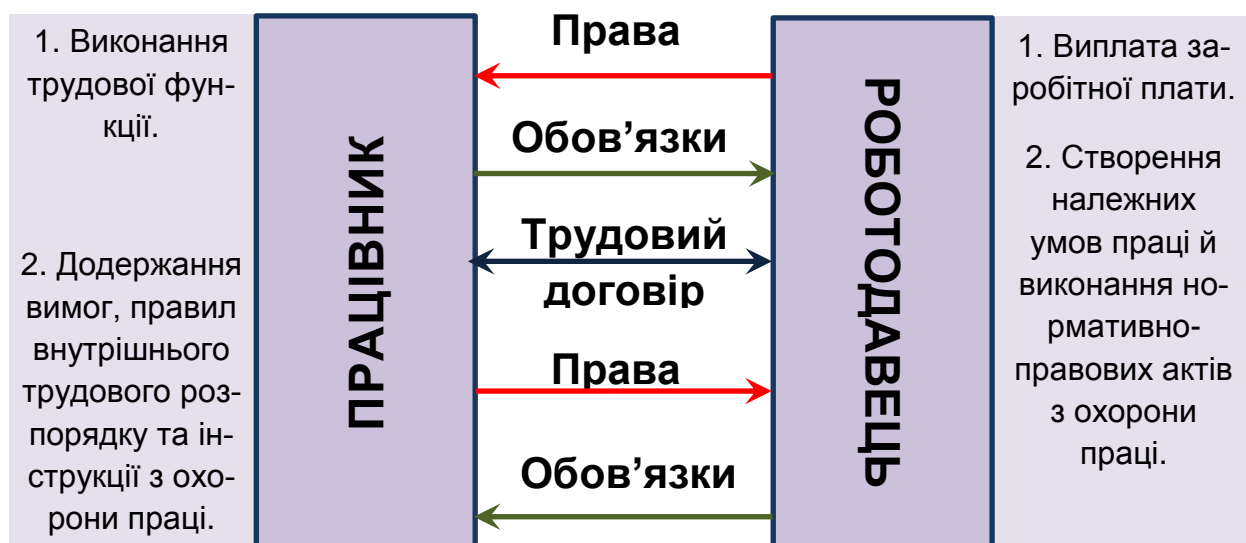 1. Виконання
трудової фун-
кції.
2. Додержання
вимог, правил
внутрішнього
трудового роз-
порядку та ін-
струкції з охо-
рони праці.
ПРАЦІВНИК
Права
Обов’язки
Трудовий
договір
Права
Обов’язки
РОБОТОДАВЕЦЬ
1. Виплата за-
робітної плати.
2. Створення
належних
умов праці й
виконання но-
рмативно-
правових актів
з охорони
праці.